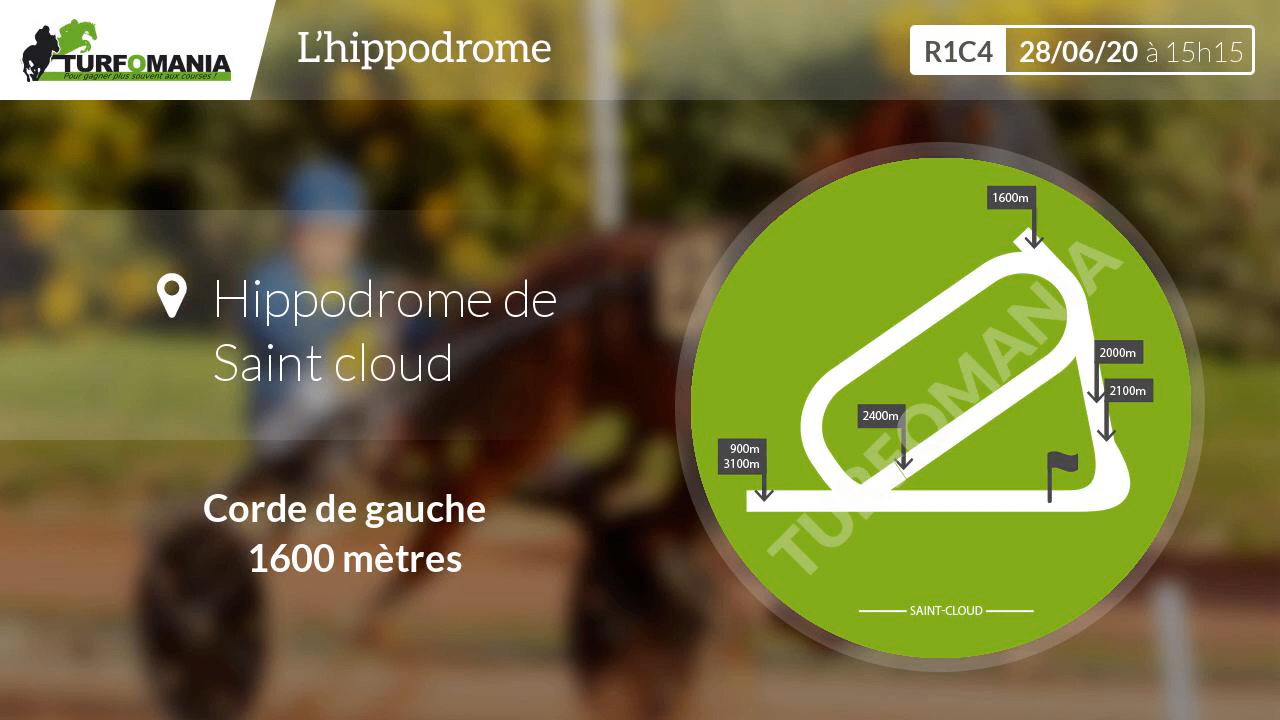 TURFOMANIA
Pour gagner plus souvent aux courses !
L'hippodrome
R1C4 28/06/20 à 15h15
Hippodrome de
Saint cloud
Corde de gauche
1600 mètres
1600m
2000m
2100m
2400m
900m
3100m
TURFOMANIA
SAINT-CLOUD